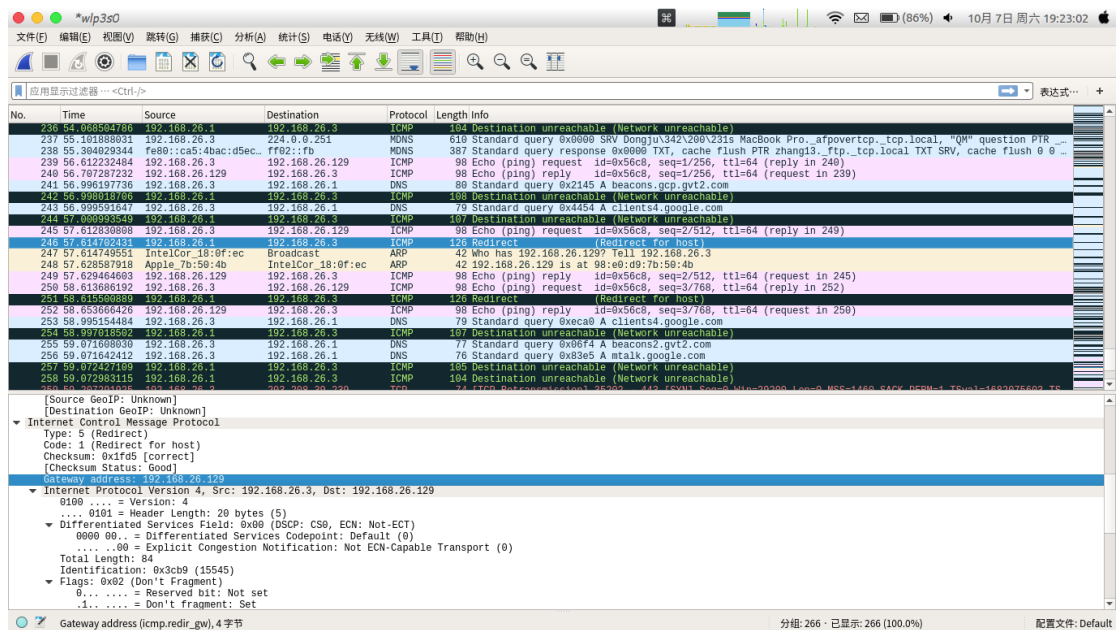 *wlp3s0
(86%) 10月 7日 周六 19:23:02
文件(F) 编辑(E) 视图(V) 跳转(G) 捕获(C) 分析(A) 统计(S) 电话(Y) 无线(W) 工具(T) 帮助(H)
应用显示过滤器 … <Ctrl-/> 表达式… +
No. Time Source Destination Protocol Length Info
236 54.068504786 192.168.26.1 192.168.26.3 ICMP 104 Destination unreachable (Network unreachable)
237 55.101888031 192.168.26.1 224.0.0.251 MDNS 610 Standard query 0x0000 SRV Dongju\342\200\231s MacBook Pro._afpovertcp._tcp.local, "QM" question PTR _…
238 55.304029344 fe80::ca5:4bac:d5ec… ff02::fb MDNS 387 Standard query response 0x0000 TXT, cache flush PTR zhang13._ftp._tcp.local TXT SRV, cache flush 0 0 …
239 56.612232484 192.168.26.3 192.168.26.129 ICMP 98 Echo (ping) request id=0x56c8, seq=1/256, ttl=64 (reply in 240)
240 56.707287232 192.168.26.129 192.168.26.3 ICMP 98 Echo (ping) reply id=0x56c8, seq=1/256, ttl=64 (request in 239)
241 56.996197736 192.168.26.3 192.168.26.1 DNS 80 Standard query 0x2145 A beacons.gcp.gvt2.com
242 56.998018706 192.168.26.1 192.168.26.3 ICMP 108 Destination unreachable (Network unreachable)
243 56.999591647 192.168.26.3 192.168.26.1 DNS 79 Standard query 0x4454 A clients4.google.com
244 57.000993549 192.168.26.1 192.168.26.3 ICMP 107 Destination unreachable (Network unreachable)
245 57.612830808 192.168.26.3 192.168.26.129 ICMP 98 Echo (ping) request id=0x56c8, seq=2/512, ttl=64 (reply in 249)
246 57.614702431 192.168.26.1 192.168.26.3 ICMP 126 Redirect (Redirect for host)
247 57.614749551 IntelCor_18:0f:ec Broadcast ARP 42 Who has 192.168.26.129? Tell 192.168.26.3
248 57.628587918 Apple_7b:50:4b IntelCor_18:0f:ec ARP 42 192.168.26.129 is at 98:e0:d9:7b:50:4b
249 57.629464603 192.168.26.129 192.168.26.3 ICMP 98 Echo (ping) reply id=0x56c8, seq=2/512, ttl=64 (request in 245)
250 58.613686192 192.168.26.3 192.168.26.129 ICMP 98 Echo (ping) request id=0x56c8, seq=3/768, ttl=64 (reply in 252)
251 58.615500889 192.168.26.1 192.168.26.3 ICMP 126 Redirect (Redirect for host)
252 58.653666426 192.168.26.129 192.168.26.3 ICMP 98 Echo (ping) reply id=0x56c8, seq=3/768, ttl=64 (request in 250)
253 58.995154484 192.168.26.3 192.168.26.1 DNS 79 Standard query 0xeca0 A clients4.google.com
254 58.997018502 192.168.26.1 192.168.26.3 ICMP 107 Destination unreachable (Network unreachable)
255 59.071608030 192.168.26.3 192.168.26.1 DNS 77 Standard query 0x06f4 A beacons2.gvt2.com
256 59.071642412 192.168.26.3 192.168.26.1 DNS 76 Standard query 0x83e5 A mtalk.google.com
257 59.072427109 192.168.26.1 192.168.26.3 ICMP 105 Destination unreachable (Network unreachable)
258 59.072983115 192.168.26.1 192.168.26.3 ICMP 104 Destination unreachable (Network unreachable)
[Source GeoIP: Unknown]
[Destination GeoIP: Unknown]
Internet Control Message Protocol
Type: 5 (Redirect)
Code: 1 (Redirect for host)
Checksum: 0x1fd5 [correct]
[Checksum Status: Good]
Gateway address: 192.168.26.129
Internet Protocol Version 4, Src: 192.168.26.3, Dst: 192.168.26.129
0100 .... = Version: 4
.... 0101 = Header Length: 20 bytes (5)
Differentiated Services Field: 0x00 (DSCP: CS0, ECN: Not-ECT)
0000 00.. = Differentiated Services Codepoint: Default (0)
.... ..00 = Explicit Congestion Notification: Not ECN-Capable Transport (0)
Total Length: 84
Identification: 0x3cb9 (15545)
Flags: 0x02 (Don't Fragment)
0... .... = Reserved bit: Not set
.1.. .... = Don't fragment: Set
Gateway address (icmp.redir_gw), 4 字节 分组: 266 · 已显示: 266 (100.0%) 配置文件: Default